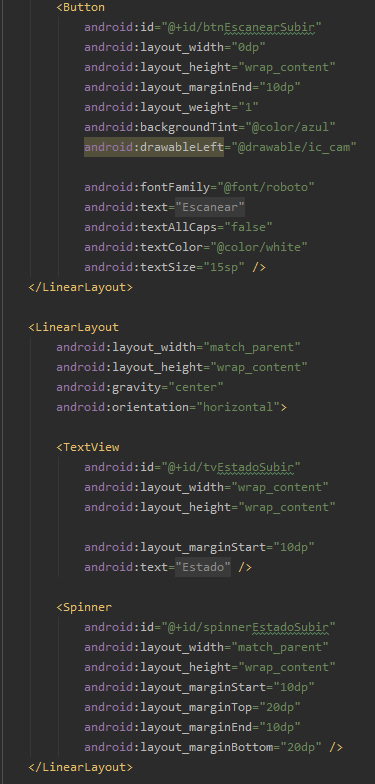 <Button
android:id="@+id/btnEscanearSubir"
android:layout_width="0dp"
android:layout_height="wrap_content"
android:layout_marginEnd="10dp"
android:layout_weight="1"
android:backgroundTint="@color/azul"
android:drawableLeft="@drawable/ic_cam"
android:fontFamily="@font/roboto"
android:text="Escanear"
android:textAllCaps="false"
android:textColor="@color/white"
android:textSize="15sp" />
</LinearLayout>
<LinearLayout
android:layout_width="match_parent"
android:layout_height="wrap_content"
android:gravity="center"
android:orientation="horizontal">
<TextView
android:id="@+id/tvEstadoSubir"
android:layout_width="wrap_content"
android:layout_height="wrap_content"
android:layout_marginStart="10dp"
android:text="Estado" />
<Spinner
android:id="@+id/spinnerEstadoSubir"
android:layout_width="match_parent"
android:layout_height="wrap_content"
android:layout_marginStart="10dp"
android:layout_marginTop="20dp"
android:layout_marginEnd="10dp"
android:layout_marginBottom="20dp" />
</LinearLayout>